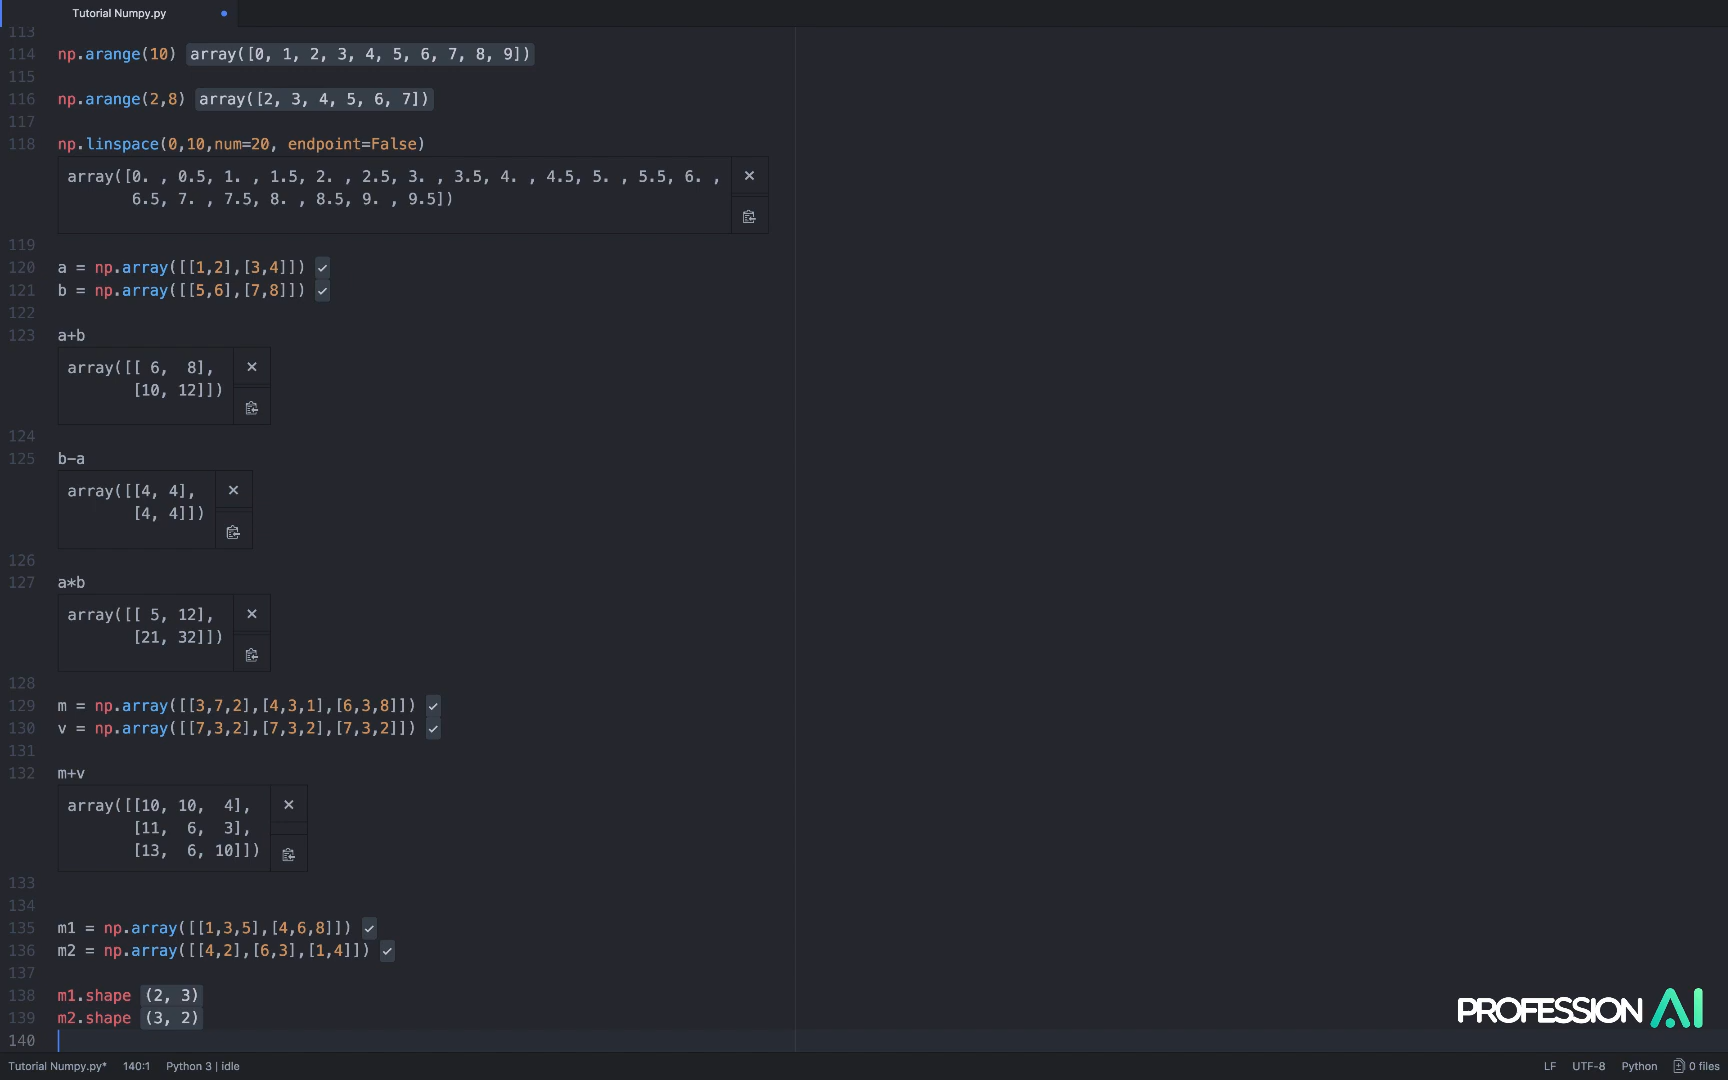 Tutorial Numpy.py
113
114 np.arange(10) array([0, 1, 2, 3, 4, 5, 6, 7, 8, 9])
115
116 np.arange(2,8) array([2, 3, 4, 5, 6, 7])
117
118 np.linspace(0,10,num=20, endpoint=False)
array([0. , 0.5, 1. , 1.5, 2. , 2.5, 3. , 3.5, 4. , 4.5, 5. , 5.5, 6. ,
6.5, 7. , 7.5, 8. , 8.5, 9. , 9.5])
119
120 a = np.array([[1,2],[3,4]])
121 b = np.array([[5,6],[7,8]])
122
123 a+b
array([[ 6,  8],
[10, 12]])
124
125 b-a
array([[4, 4],
[4, 4]])
126
127 a*b
array([[ 5, 12],
[21, 32]])
128
129 m = np.array([[3,7,2],[4,3,1],[6,3,8]])
130 v = np.array([[7,3,2],[7,3,2],[7,3,2]])
131
132 m+v
array([[10, 10,  4],
[11,  6,  3],
[13,  6, 10]])
133
134
135 m1 = np.array([[1,3,5],[4,6,8]])
136 m2 = np.array([[4,2],[6,3],[1,4]])
137
138 m1.shape (2, 3)
139 m2.shape (3, 2)
140
PROFESSION AI
Tutorial Numpy.py* 140:1 Python 3 | idle LF UTF-8 Python 0 files